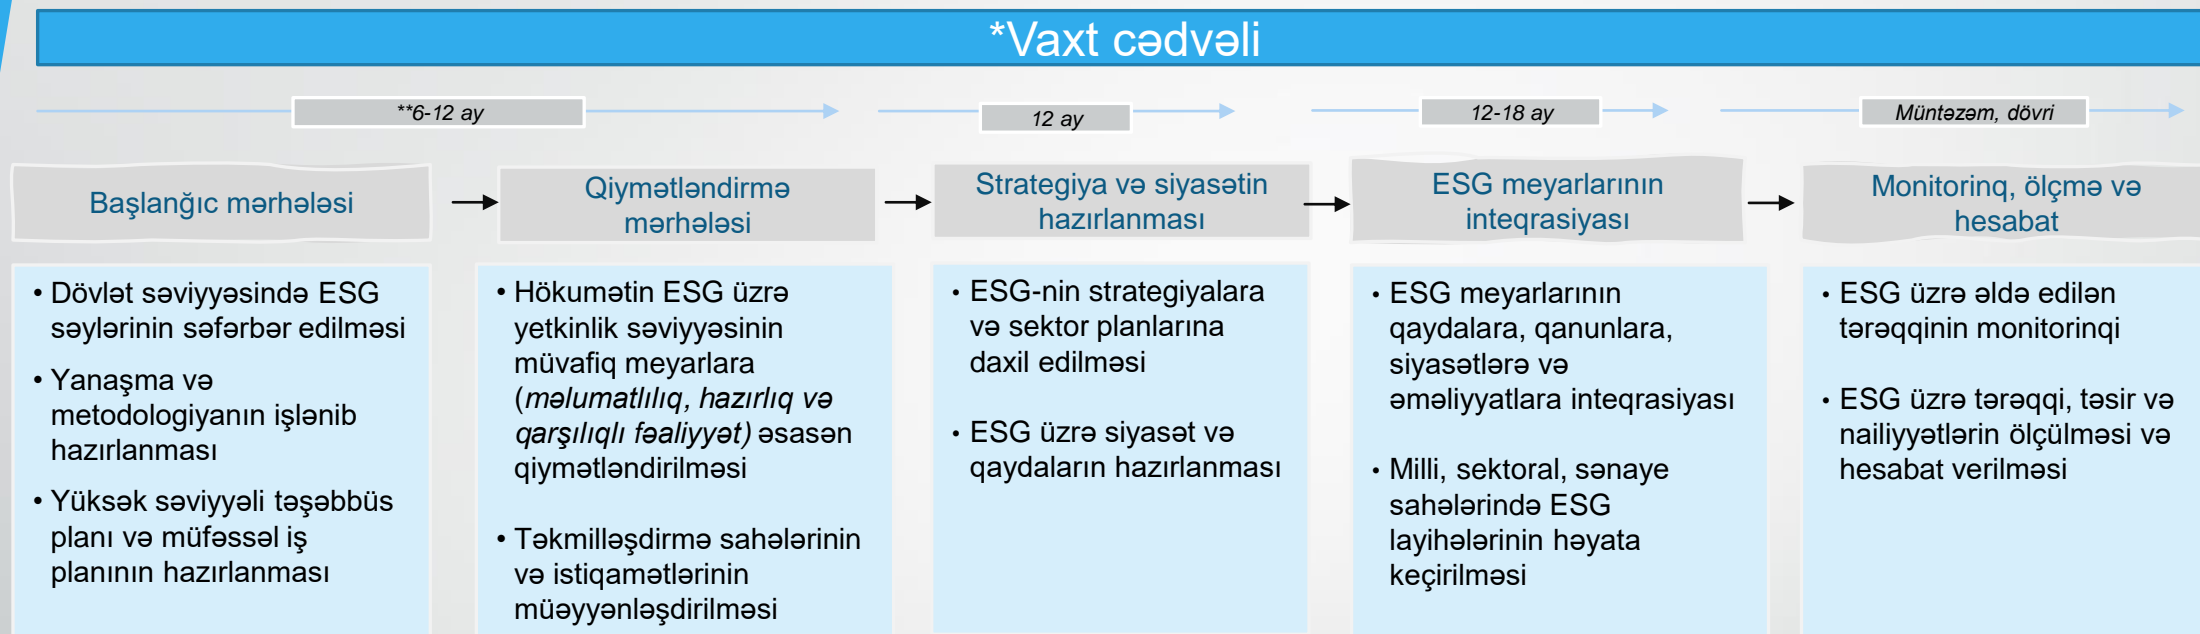 *Vaxt cədvəli
**6-12 ay
12 ay
12-18 ay
Müntəzəm, dövri
Başlanğıc mərhələsi
Qiymətləndirmə
mərhələsi
Strategiya və siyasətin
hazırlanması
ESG meyarlarının
inteqrasiyası
Monitorinq, ölçmə və
hesabat
• Dövlət səviyyəsində ESG
səylərinin səfərbər edilməsi
• Yanaşma və
metodologiyanın işlənib
hazırlanması
• Yüksək səviyyəli təşəbbüs
planı və müfəssəl iş
planının hazırlanması
• Hökumətin ESG üzrə
yetkinlik səviyyəsinin
müvafiq meyarlara
(məlumatlılıq, hazırlıq və
qarşılıqlı fəaliyyət) əsasən
qiymətləndirilməsi
• Təkmilləşdirmə sahələrinin
və istiqamətlərinin
müəyyənləşdirilməsi
• ESG-nin strategiyalara
və sektor planlarına
daxil edilməsi
• ESG üzrə siyasət və
qaydaların hazırlanması
• ESG meyarlarının
qaydalara, qanunlara,
siyasətlərə və
əməliyyatlara inteqrasiyası
• Milli, sektoral, sənaye
sahələrində ESG
layihələrinin həyata
keçirilməsi
• ESG üzrə əldə edilən
tərəqqinin monitorinqi
• ESG üzrə tərəqqi, təsir və
nailiyyətlərin ölçülməsi və
hesabat verilməsi